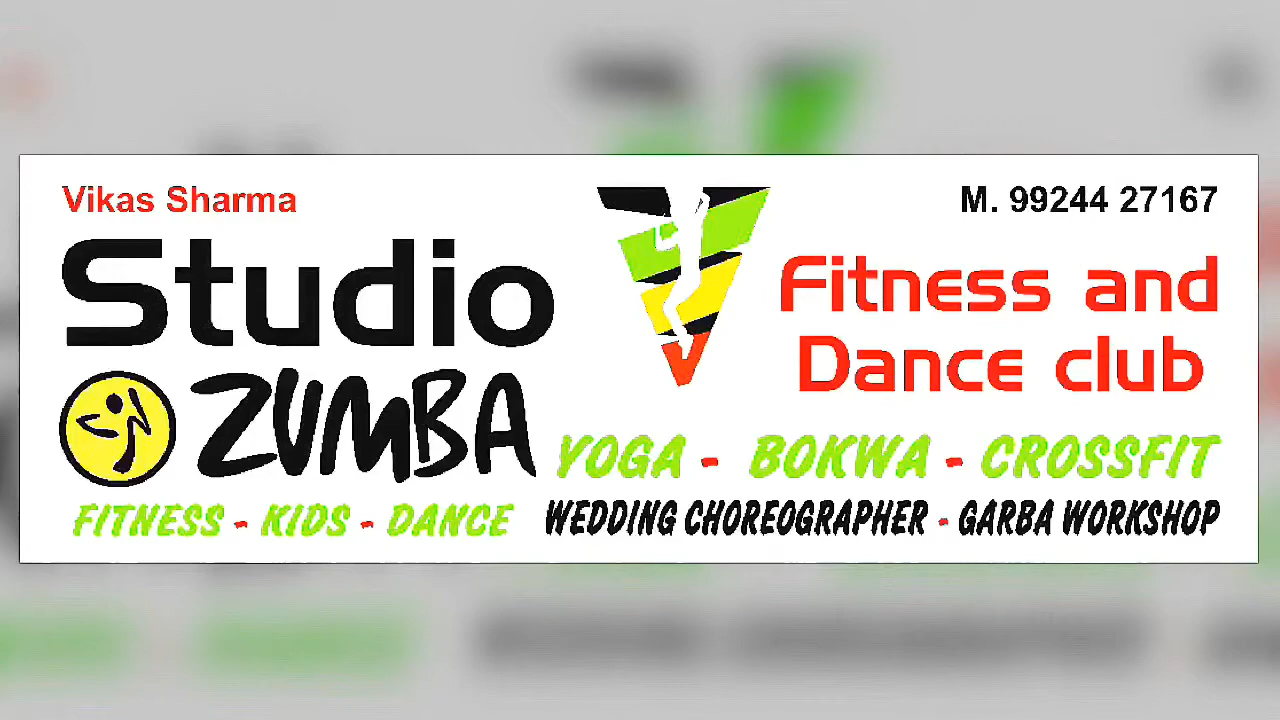 Vikas Sharma
M. 99244 27167
Studio
Fitness and
Dance club
ZUMBA
YOGA - BOKWA - CROSSFIT
FITNESS - KIDS - DANCE
WEDDING CHOREOGRAPHER - GARBA WORKSHOP